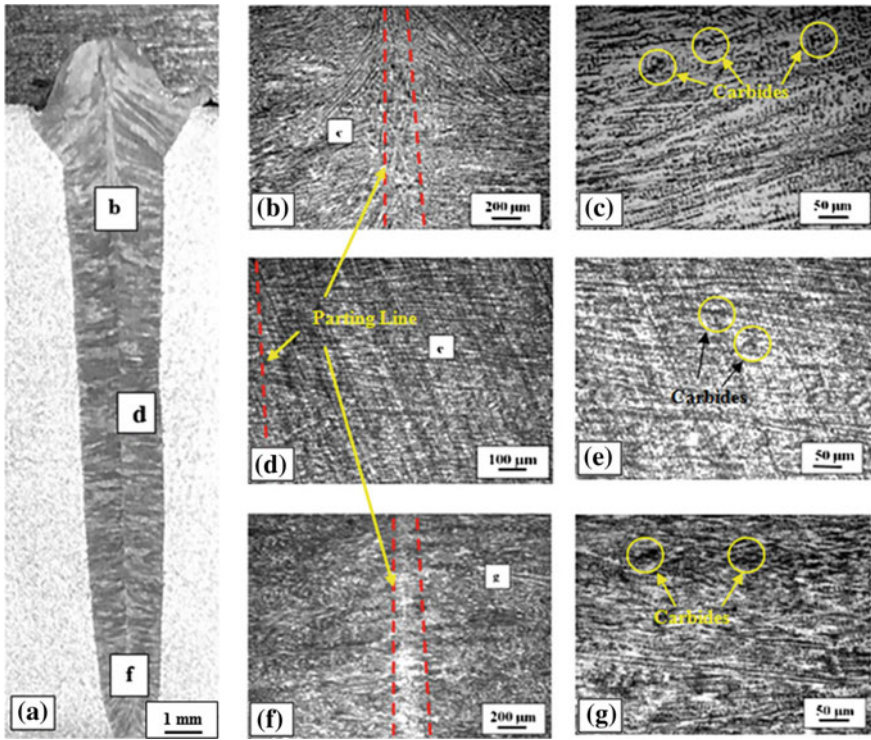 b
d
f
(a)
1 mm
c
(b)
200 μm
Carbides
(c)
50 μm
Parting Line
e
(d)
100 μm
Carbides
(e)
50 μm
g
(f)
200 μm
Carbides
(g)
50 μm